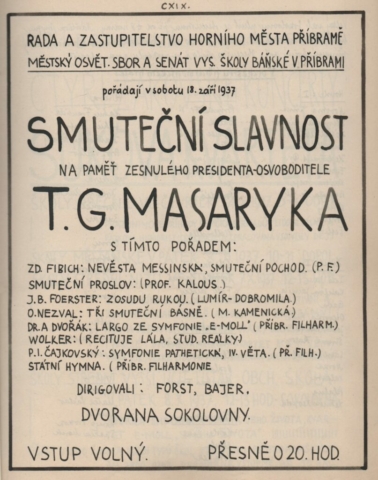 CXIX.
RADA A ZASTUPITELSTVO HORNÍHO MĚSTA PŘÍBRAMĚ
MĚSTSKÝ OSVĚT. SBOR A SENÁT VYS. ŠKOLY BÁŇSKÉ V PŘÍBRAMI
pořádají v sobotu 18. září 1937
SMUTEČNÍ SLAVNOST
NA PAMĚŤ ZESNULÉHO PRESIDENTA-OSVOBODITELE
T. G. MASARYKA
S TÍMTO POŘADEM:
ZD. FIBICH: NEVĚSTA MESSINSKA, SMUTEČNÍ POCHOD. (P. F.)
SMUTEČNÍ PROSLOV: (PROF. KALOUS.)
J.B. FOERSTER: ZOSUDU RUKOU. (LUMÍR-DOBROMILA)
O. NEZVAL: TŘI SMUTEČNÍ BÁSNĚ. (M. KAMENICKÁ)
DR. A DVOŘÁK: LARGO ZE SYMFONIE „E-MOLL" (PŘÍBR. FILHARM.)
WOLKER: (RECITUJE LÁLA, STUD. REÁLKY)
P. I. ČAJKOVSKÝ: SYMFONIE PATHETICKÁ, IV. VĚTA. (PŘ. FILH.)
STÁTNÍ HYMNA. (PŘÍBR. FILHARMONIE
DIRIGOVALI: FORST, BAJER.
DVORANA SOKOLOVNY.
VSTUP VOLNÝ. PŘESNĚ O 20. HOD.